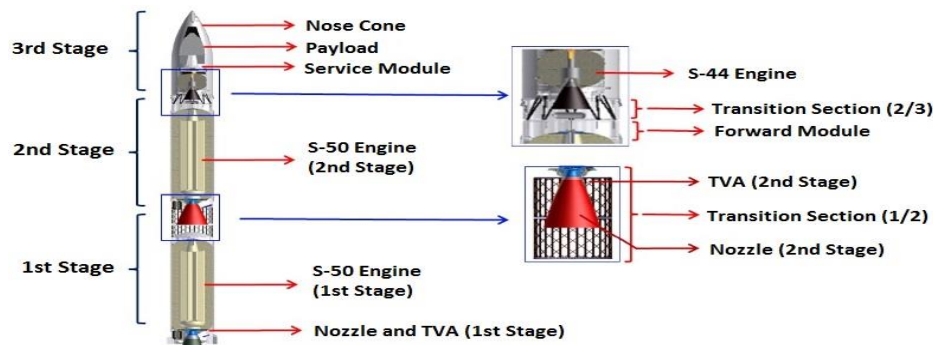 3rd Stage
Nose Cone
Payload
Service Module
S-44 Engine
Transition Section (2/3)
Forward Module
2nd Stage
S-50 Engine
(2nd Stage)
TVA (2nd Stage)
Transition Section (1/2)
Nozzle (2nd Stage)
1st Stage
S-50 Engine
(1st Stage)
Nozzle and TVA (1st Stage)